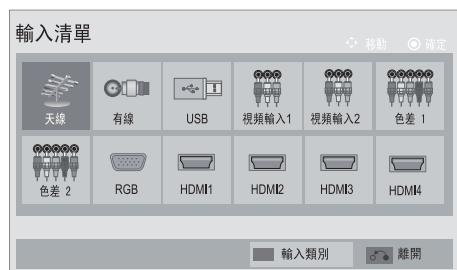 輸入清單
移動 確定
天線 有線 USB 視頻輸入1 視頻輸入2 色差 1
色差 2 RGB HDMI1 HDMI2 HDMI3 HDMI4
輸入類別 離開